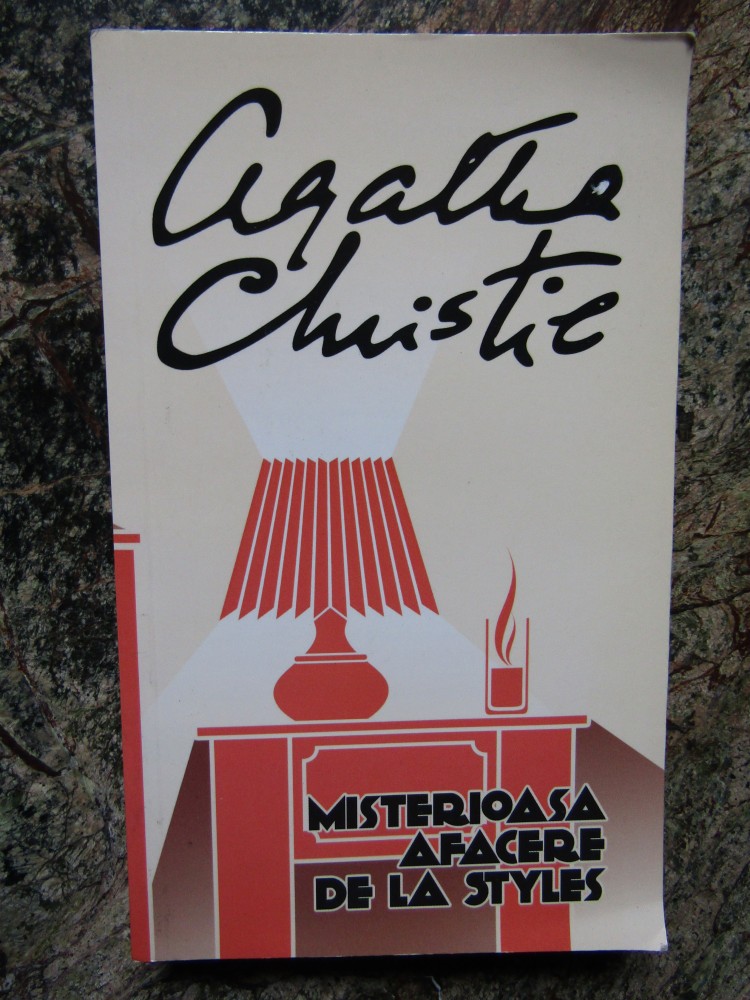 Agatha
Christie
MISTERIOASA
AFACERE
DE LA STYLES